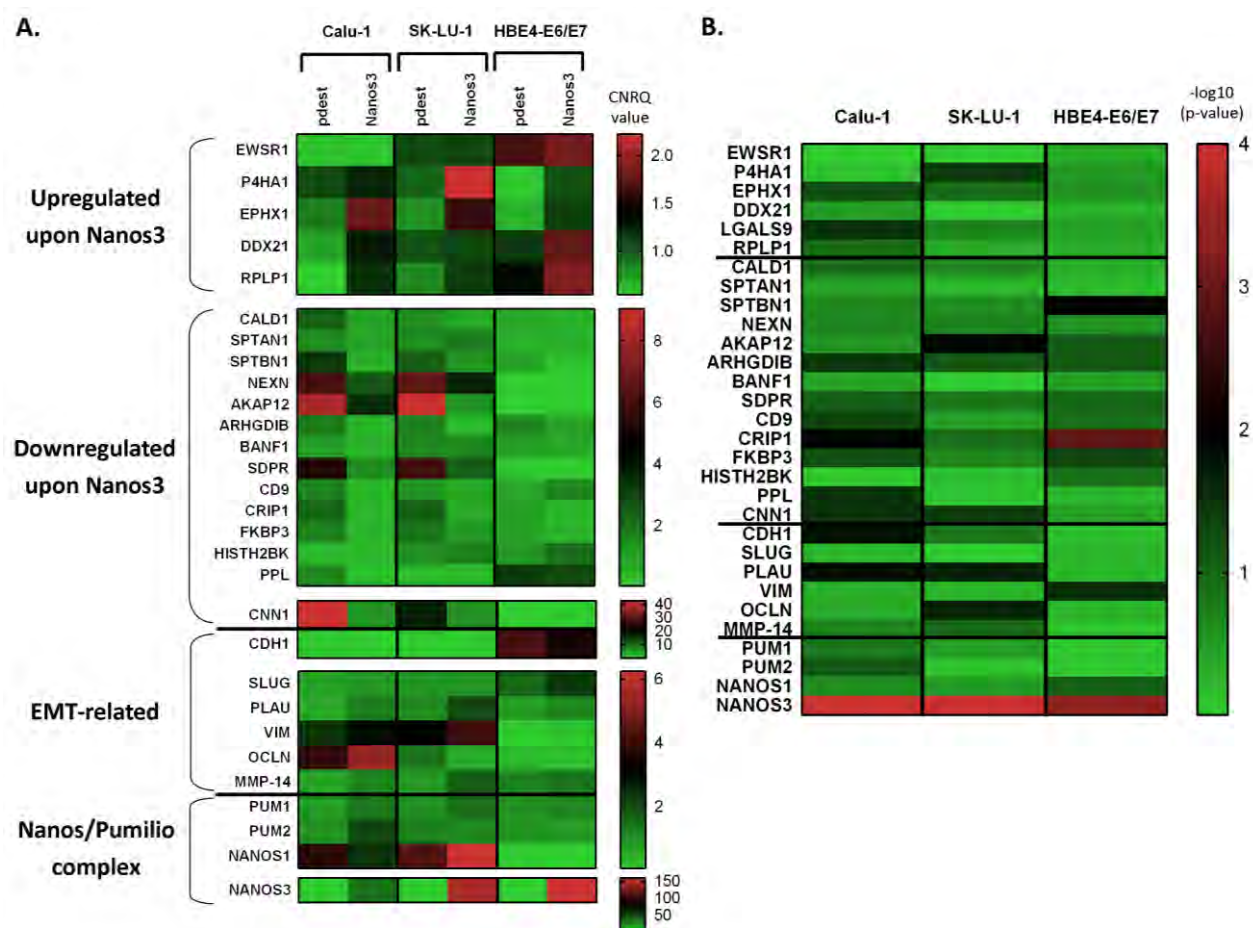 A.
Calu-1 SK-LU-1 HBE4-E6/E7
pdest Nanos3 pdest Nanos3 pdest Nanos3
CNRQ
value
Upregulated
upon Nanos3
EWSR1
P4HA1
EPHX1
DDX21
RPLP1
2.0
1.5
1.0
Downregulated
upon Nanos3
CALD1
SPTAN1
SPTBN1
NEXN
AKAP12
ARHGDIB
BANF1
SDPR
CD9
CRIP1
FKBP3
HISTH2BK
PPL
8
6
4
2
CNN1
40
30
20
10
EMT-related
CDH1
SLUG
PLAU
VIM
OCLN
MMP-14
Nanos/Pumilio
complex
PUM1
PUM2
NANOS1
6
4
2
NANOS3
150
100
50
B.
Calu-1 SK-LU-1 HBE4-E6/E7
-log10
(p-value)
EWSR1
P4HA1
EPHX1
DDX21
LGALS9
RPLP1
CALD1
SPTAN1
SPTBN1
NEXN
AKAP12
ARHGDIB
BANF1
SDPR
CD9
CRIP1
FKBP3
HISTH2BK
PPL
CNN1
CDH1
SLUG
PLAU
VIM
OCLN
MMP-14
PUM1
PUM2
NANOS1
NANOS3
4
3
2
1